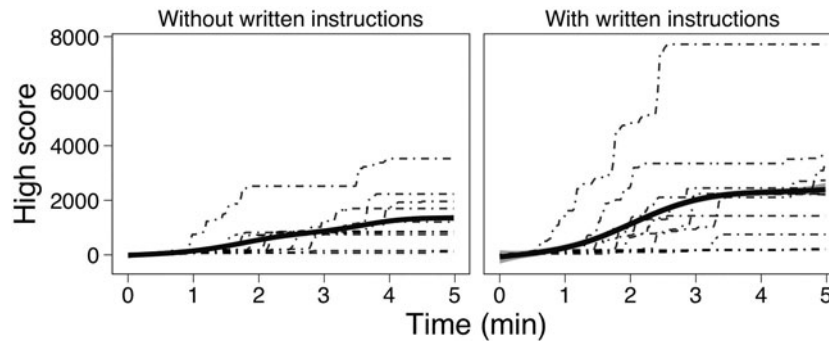 Without written instructions
With written instructions
High score
8000
6000
4000
2000
0
0 1 2 3 4 5
0 1 2 3 4 5
Time (min)